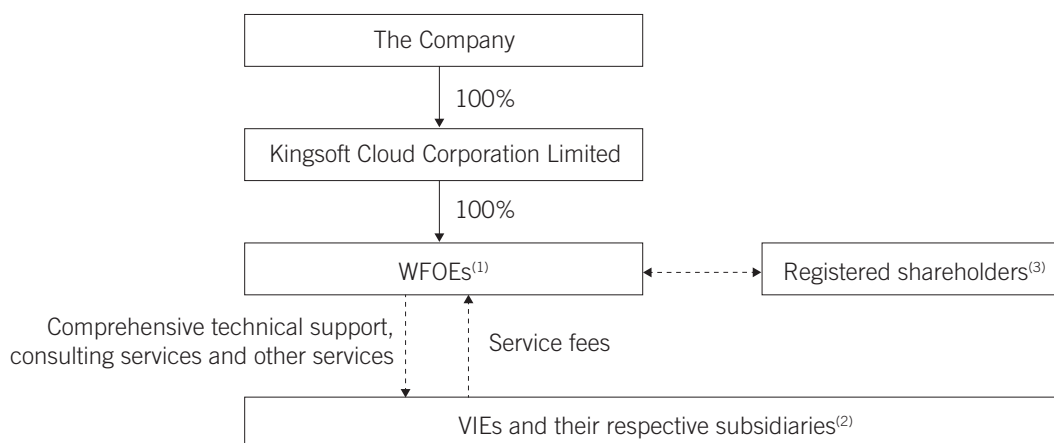 The Company
100%
Kingsoft Cloud Corporation Limited
100%
WFOEs(1)
Registered shareholders(3)
Comprehensive technical support,
consulting services and other services
Service fees
VIEs and their respective subsidiaries(2)